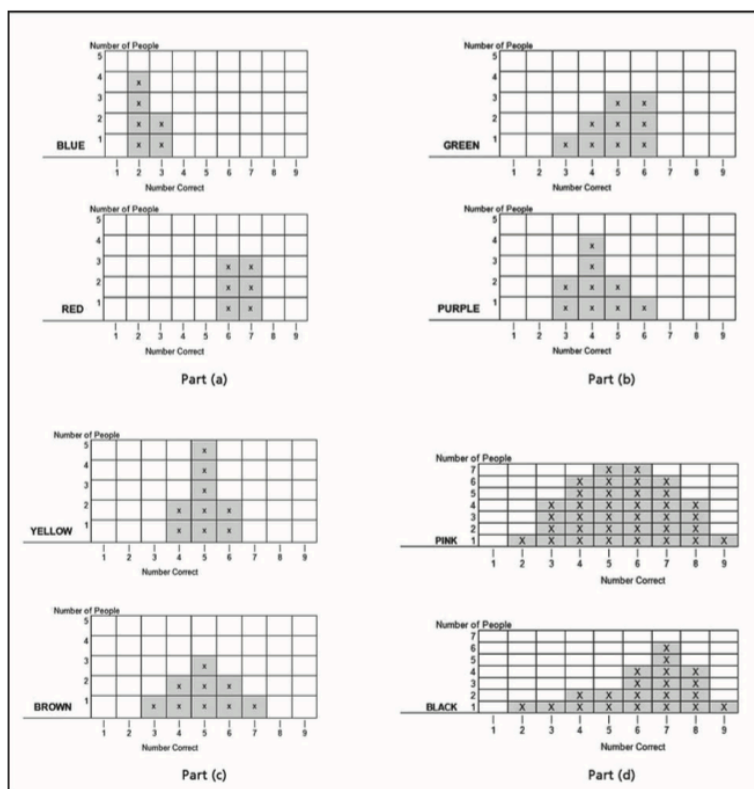 Number of People
5
4 x
3 x
2 x x
BLUE 1 x x
1 2 3 4 5 6 7 8 9
Number Correct
Number of People
5
4
3 x x
2 x x x
GREEN 1 x x x x
1 2 3 4 5 6 7 8 9
Number Correct
Number of People
5
4
3 x x
2 x x
RED 1 x x
1 2 3 4 5 6 7 8 9
Number Correct
Part (a)
Number of People
5
4 x
3 x
2 x x x
PURPLE 1 x x x x
1 2 3 4 5 6 7 8 9
Number Correct
Part (b)
Number of People
5 x
4 x
3 x
2 x x x
YELLOW 1 x x x
1 2 3 4 5 6 7 8 9
Number Correct
Number of People
7 X X
6 X X X X
5 X X X X
4 X X X X X X
3 X X X X X X
2 X X X X X X
PINK 1 X X X X X X X X
1 2 3 4 5 6 7 8 9
Number Correct
Number of People
5
4
3 x
2 x x x
BROWN 1 x x x x x
1 2 3 4 5 6 7 8 9
Number Correct
Part (c)
Number of People
7
6 X
5 X
4 X X X
3 X X X
2 X X X X X
BLACK 1 X X X X X X X X
1 2 3 4 5 6 7 8 9
Number Correct
Part (d)